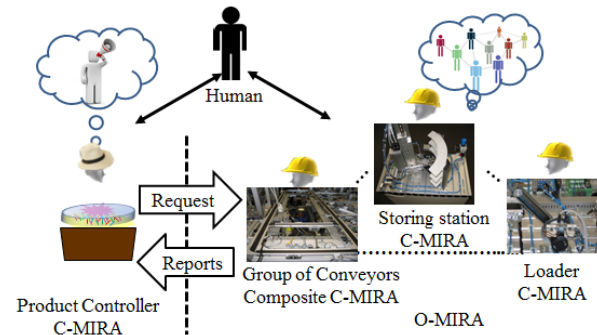 Human
Request
Reports
Storing station
C-MIRA
Group of Conveyors
Composite C-MIRA
Loader
C-MIRA
Product Controller
C-MIRA
O-MIRA